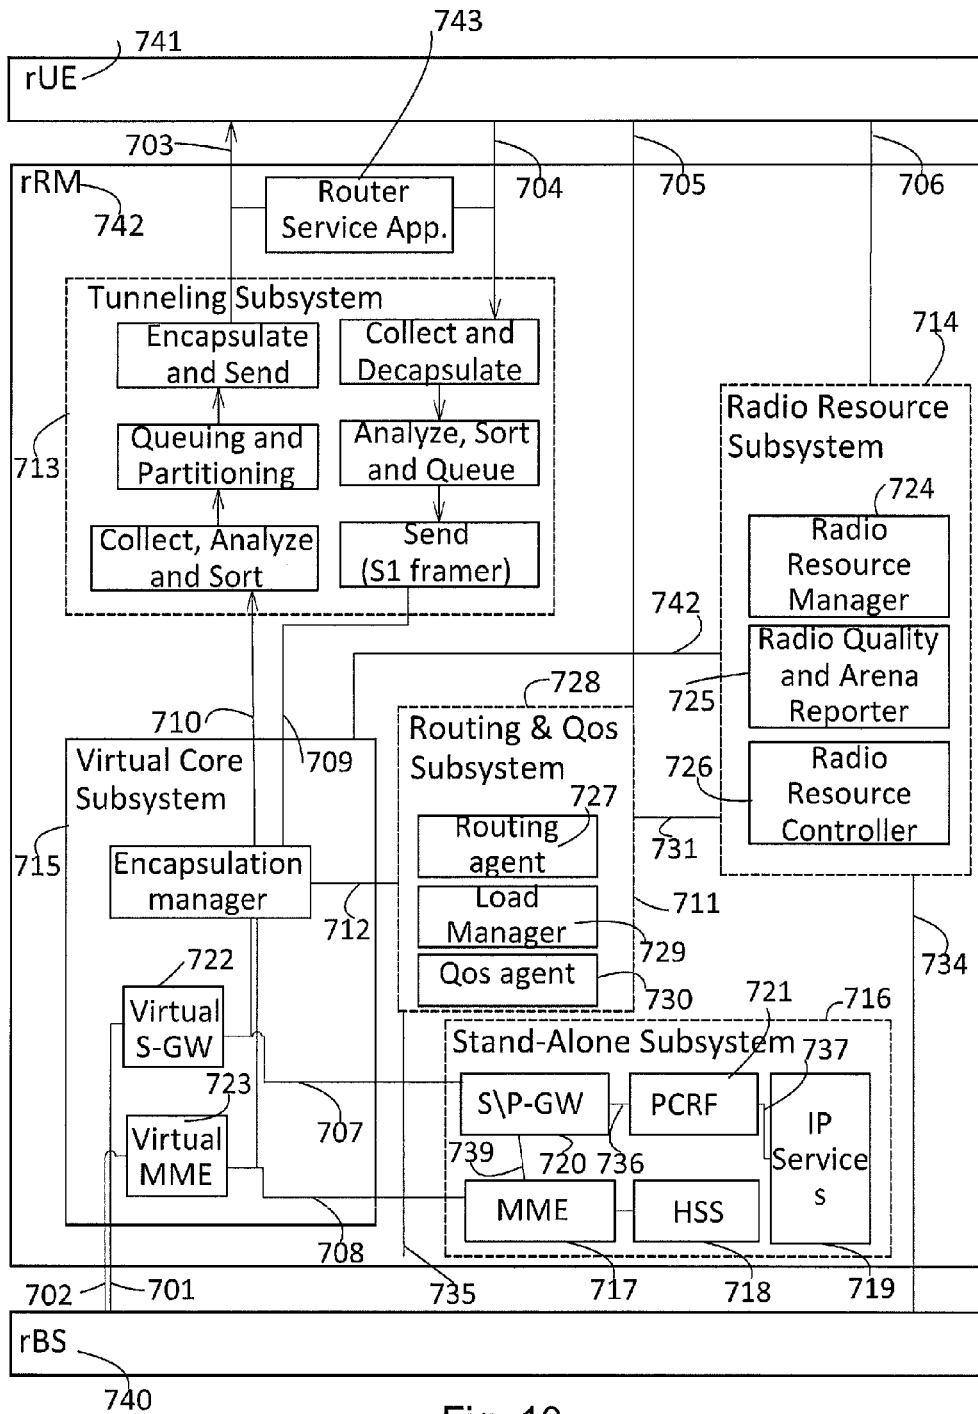 743
741
rUE
703
704
705
706
rRM
742
Router
Service App.
Tunneling Subsystem
Encapsulate
and Send
Collect and
Decapsulate
714
Radio Resource
Subsystem
713
Queuing and
Partitioning
Analyze, Sort
and Queue
724
Collect, Analyze
and Sort
Send
(S1 framer)
Radio
Resource
Manager
742
Radio Quality
and Arena
Reporter
725
728
710
709
Routing & Qos
Subsystem
Virtual Core
Subsystem
727
726
Radio
Resource
Controller
715
Routing
agent
731
Encapsulation
manager
712
Load
Manager
711
729
722
Qos agent
730
734
721
716
Virtual
S-GW
Stand-Alone Subsystem
737
723
707
S\P-GW
PCRF
IP
Service
s
Virtual
MME
739
720
736
MME
HSS
708
702
701
735
717
718
719
rBS
740
Fig. 10